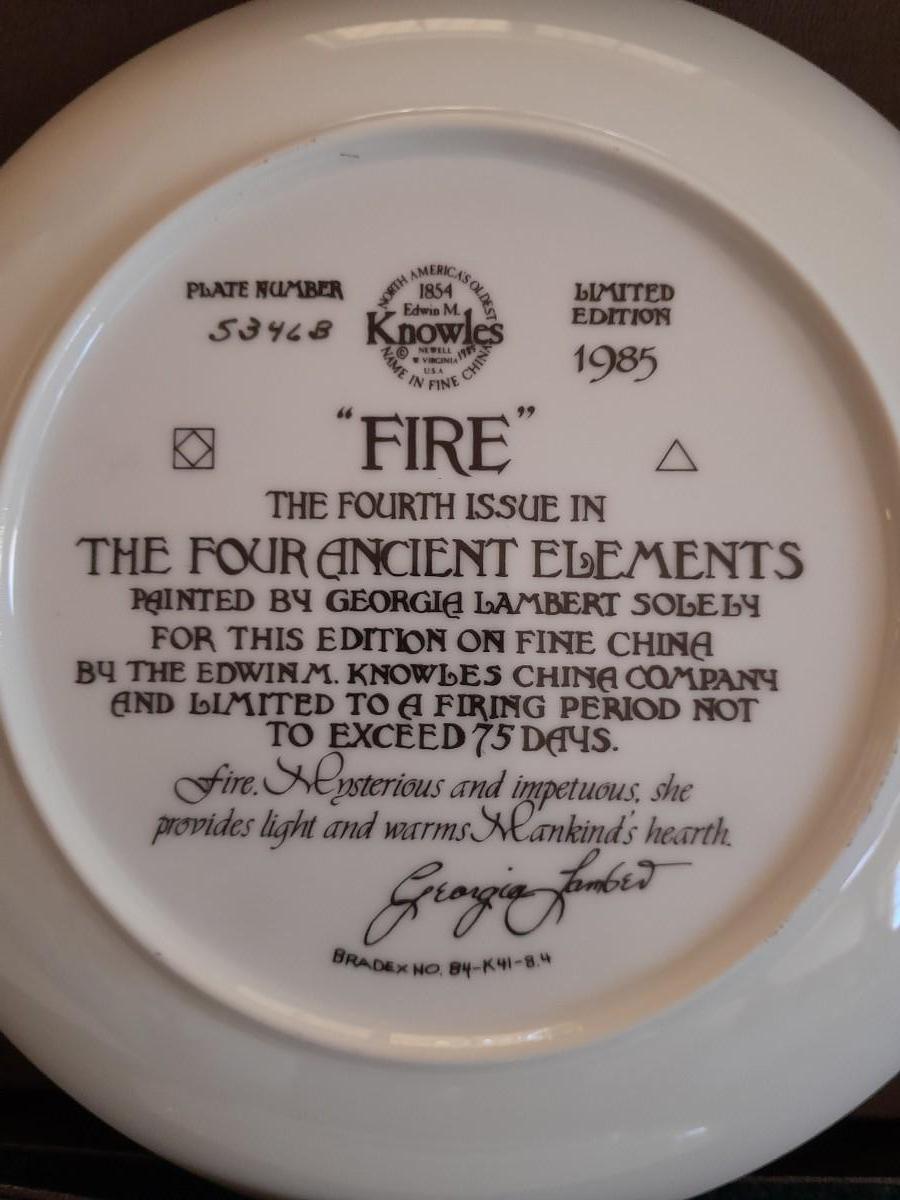 PLATE NUMBER
5346B
NORTH AMERICA'S OLDEST
1854
Edwin M.
Knowles
© NEWELL 1985
W VIRGINIA
U.S.A
NAME IN FINE CHINA
LIMITED
EDITION
1985
"FIRE"
THE FOURTH ISSUE IN
THE FOUR ANCIENT ELEMENTS
PAINTED BY GEORGIA LAMBERT SOLELY
FOR THIS EDITION ON FINE CHINA
BY THE EDWIN M. KNOWLES CHINA COMPANY
AND LIMITED TO A FIRING PERIOD NOT
TO EXCEED 75 DAYS.
Fire. Mysterious and impetuous, she
provides light and warms Mankind's hearth.
Georgia Lambert
BRADEX NO. 84-K41-8.4